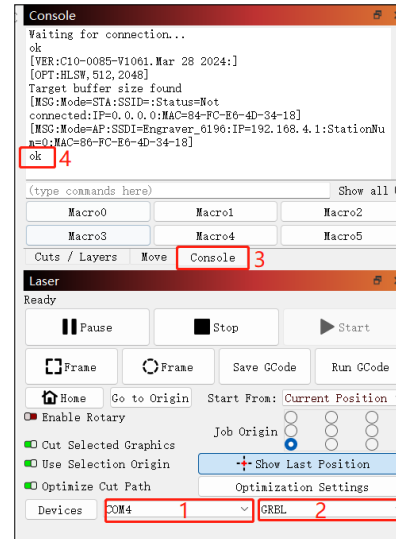 Console
Waiting for connection...
ok
[VER:C10-0085-V1061.Mar 28 2024:]
[OPT:HLSW,512,2048]
Target buffer size found
[MSG:Mode=STA:SSID=:Status=Not
connected:IP=0.0.0.0:MAC=84-FC-E6-4D-34-18]
[MSG:Mode=AP:SSDI=Engraver_6196:IP=192.168.4.1:StationNu
m=0:MAC=86-FC-E6-4D-34-18]
ok 4
(type commands here) Show all
Macro0 Macro1 Macro2
Macro3 Macro4 Macro5
Cuts / Layers Move Console 3
Laser
Ready
Pause Stop Start
Frame Frame Save GCode Run GCode
Home Go to Origin Start From: Current Position
Enable Rotary
Job Origin
Cut Selected Graphics
Use Selection Origin Show Last Position
Optimize Cut Path Optimization Settings
Devices COM4 1 GRBL 2